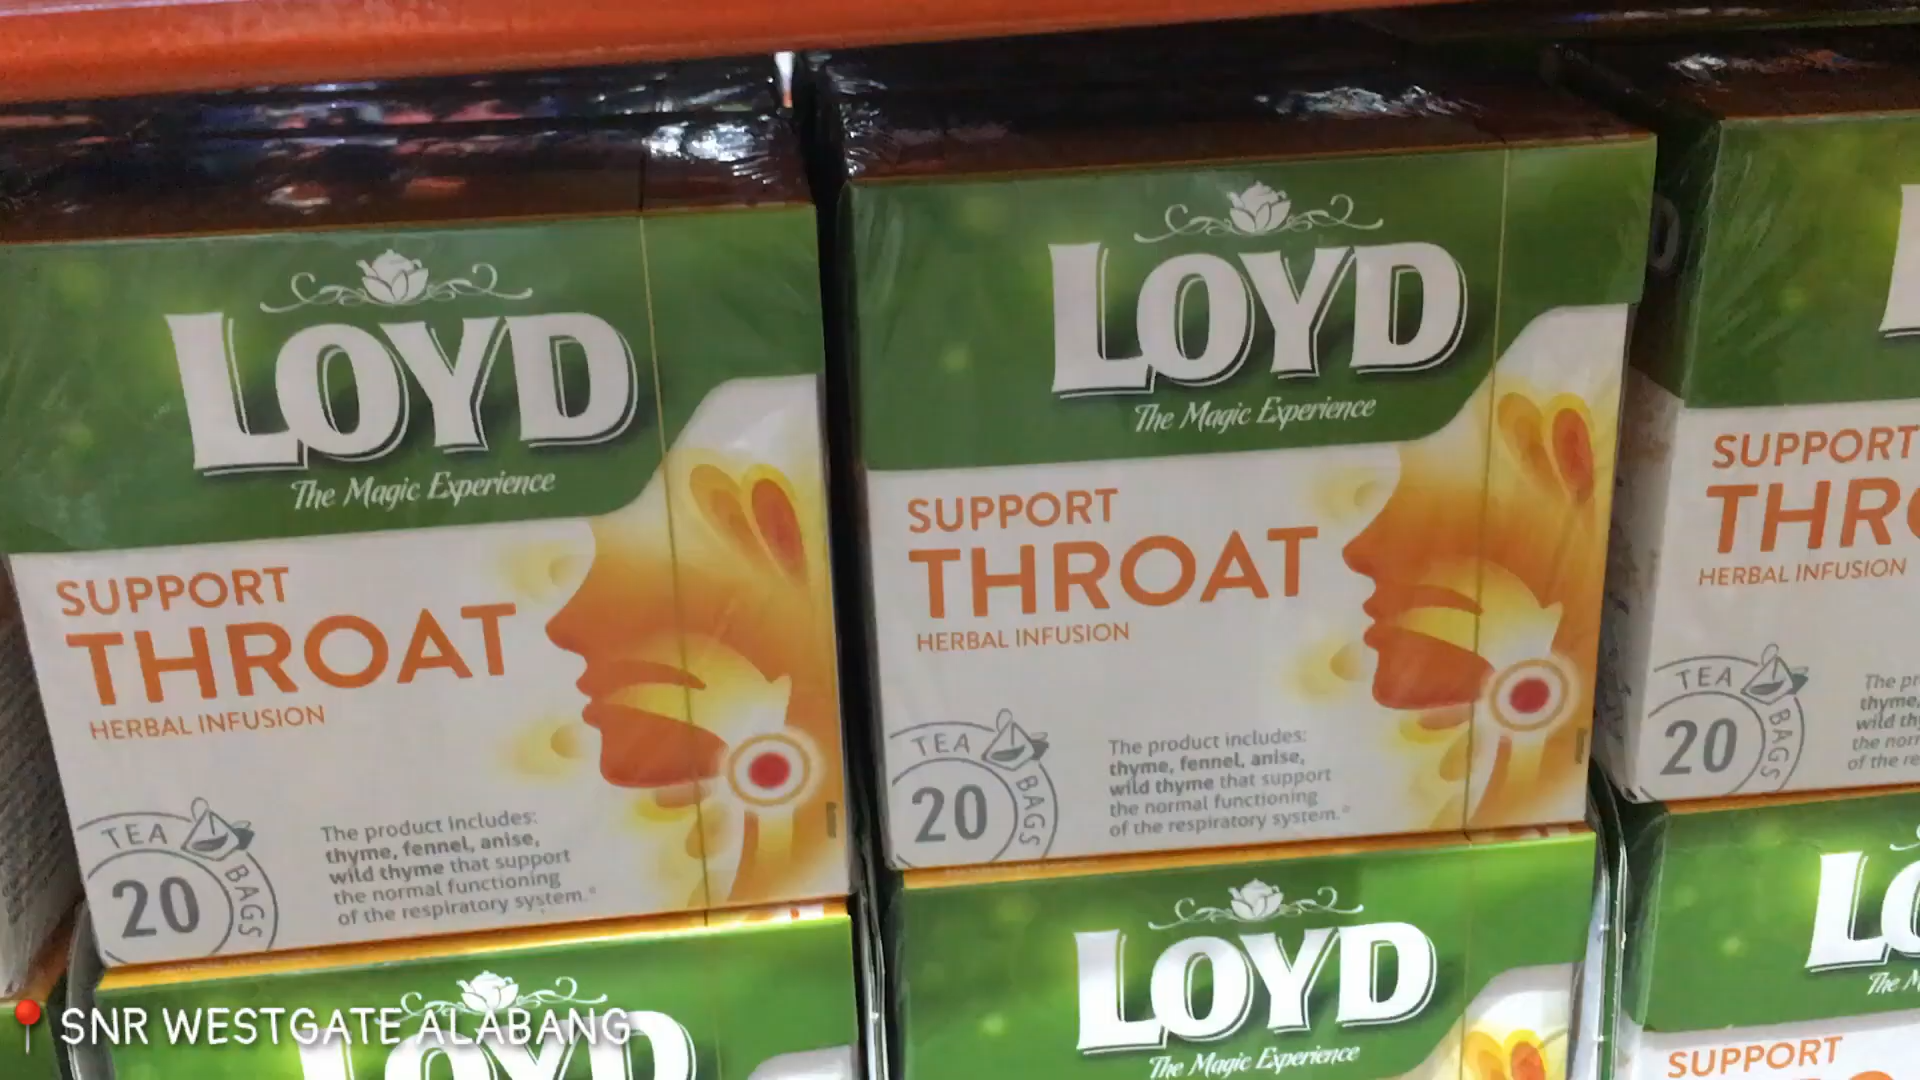 LOYD
The Magic Experience
SUPPORT
THROAT
HERBAL INFUSION
TEA BAGS
20
The product includes:
thyme, fennel, anise,
wild thyme that support
the normal functioning
of the respiratory system.*
LOYD
The Magic Experience
SUPPORT
THROAT
HERBAL INFUSION
TEA BAGS
20
The product includes:
thyme, fennel, anise,
wild thyme that support
the normal functioning
of the respiratory system.*
SUPPORT
HERBAL INFUSION
TEA BAGS
20
LOYD
LOYD
The Magic Experience
SUPPORT
SNR WESTGATE ALABANG